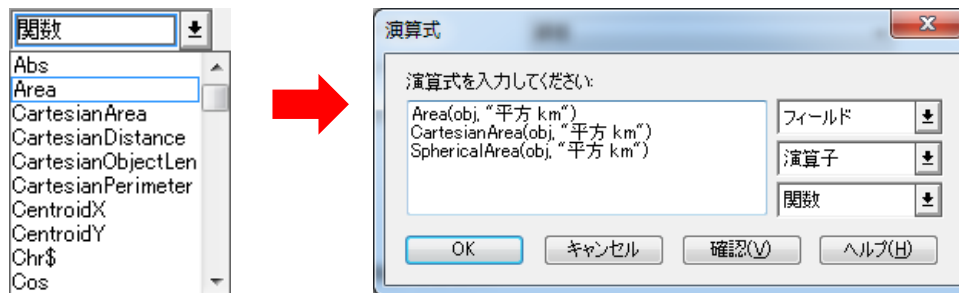 関数
Abs
Area
CartesianArea
CartesianDistance
CartesianObjectLen
CartesianPerimeter
CentroidX
CentroidY
Chr$
Cos
演算式
演算式を入力してください:
Area(obj, "平方 km")
CartesianArea(obj, "平方 km")
SphericalArea(obj, "平方 km")
フィールド
演算子
関数
OK
キャンセル
確認(V)
ヘルプ(H)